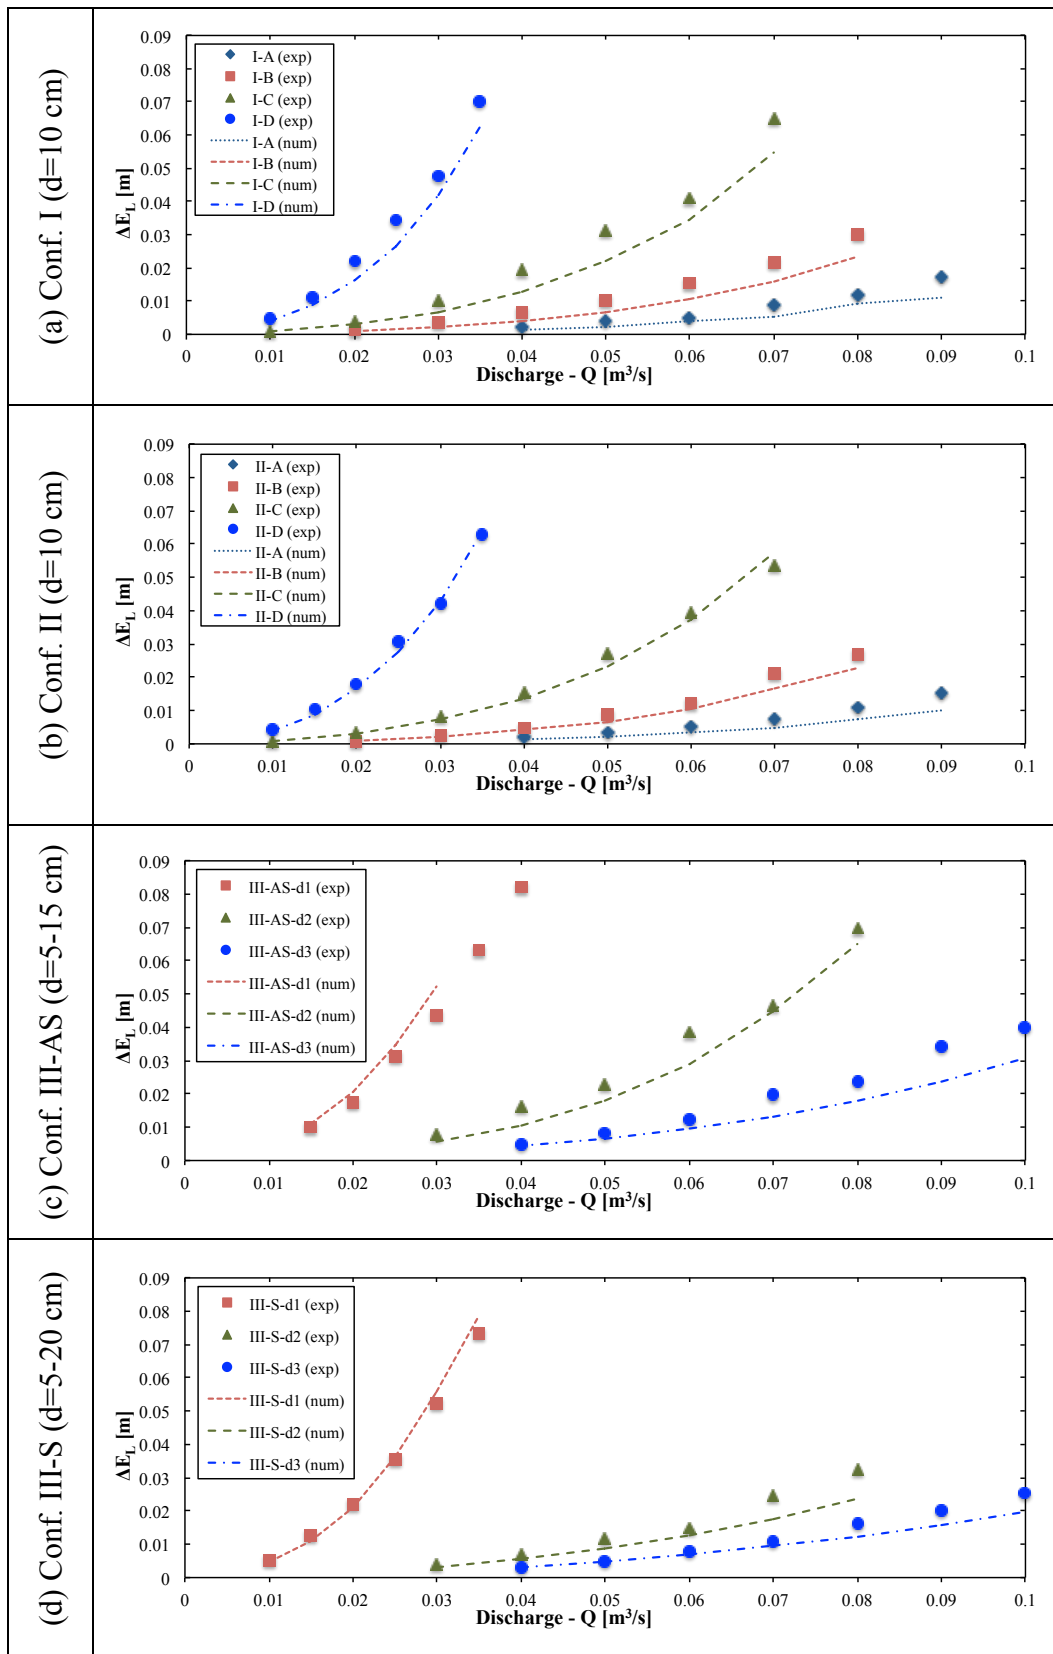 (a) Conf. I (d=10 cm)
0.09
0.08
0.07
0.06
0.05
0.04
0.03
0.02
0.01
0
ΔE_L [m]
I-A (exp)
I-B (exp)
I-C (exp)
I-D (exp)
I-A (num)
I-B (num)
I-C (num)
I-D (num)
0 0.01 0.02 0.03 0.04 0.05 0.06 0.07 0.08 0.09 0.1
Discharge - Q [m³/s]
(b) Conf. II (d=10 cm)
0.09
0.08
0.07
0.06
0.05
0.04
0.03
0.02
0.01
0
ΔE_L [m]
II-A (exp)
II-B (exp)
II-C (exp)
II-D (exp)
II-A (num)
II-B (num)
II-C (num)
II-D (num)
0 0.01 0.02 0.03 0.04 0.05 0.06 0.07 0.08 0.09 0.1
Discharge - Q [m³/s]
(c) Conf. III-AS (d=5-15 cm)
0.09
0.08
0.07
0.06
0.05
0.04
0.03
0.02
0.01
0
ΔE_L [m]
III-AS-d1 (exp)
III-AS-d2 (exp)
III-AS-d3 (exp)
III-AS-d1 (num)
III-AS-d2 (num)
III-AS-d3 (num)
0 0.01 0.02 0.03 0.04 0.05 0.06 0.07 0.08 0.09 0.1
Discharge - Q [m³/s]
(d) Conf. III-S (d=5-20 cm)
0.09
0.08
0.07
0.06
0.05
0.04
0.03
0.02
0.01
0
ΔE_L [m]
III-S-d1 (exp)
III-S-d2 (exp)
III-S-d3 (exp)
III-S-d1 (num)
III-S-d2 (num)
III-S-d3 (num)
0 0.01 0.02 0.03 0.04 0.05 0.06 0.07 0.08 0.09 0.1
Discharge - Q [m³/s]